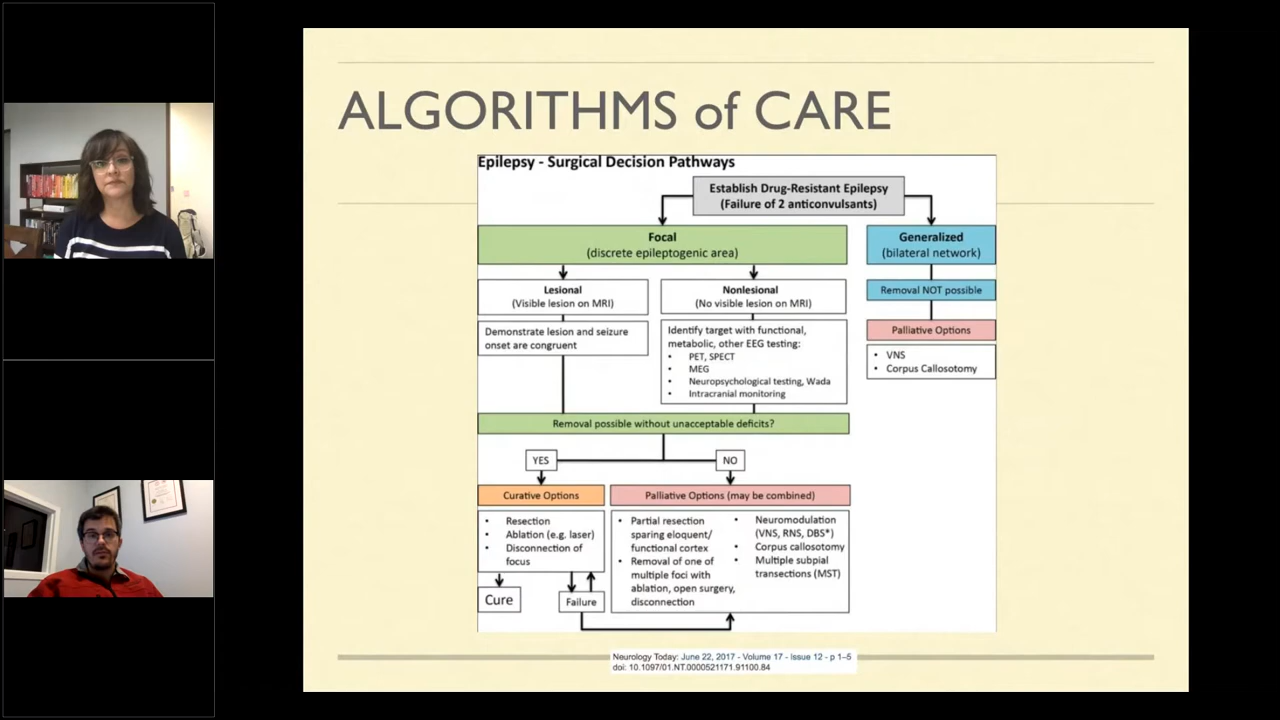 ALGORITHMS of CARE
Epilepsy - Surgical Decision Pathways
Establish Drug-Resistant Epilepsy
(Failure of 2 anticonvulsants)
Focal
(discrete epileptogenic area)
Generalized
(bilateral network)
Lesional
(Visible lesion on MRI)
Nonlesional
(No visible lesion on MRI)
Removal NOT possible
Demonstrate lesion and seizure
onset are congruent
Identify target with functional,
metabolic, other EEG testing:
• PET, SPECT
• MEG
• Neuropsychological testing, Wada
• Intracranial monitoring
Palliative Options
• VNS
• Corpus Callosotomy
Removal possible without unacceptable deficits?
YES
NO
Curative Options
Palliative Options (may be combined)
• Resection
• Ablation (e.g. laser)
• Disconnection of
focus
• Partial resection
sparing eloquent/
functional cortex
• Removal of one of
multiple foci with
ablation, open surgery,
disconnection
• Neuromodulation
(VNS, RNS, DBS*)
• Corpus callosotomy
• Multiple subpial
transections (MST)
Cure
Failure
Neurology Today: June 22, 2017 - Volume 17 - Issue 12 - p 1–5
doi: 10.1097/01.NT.0000521171.91100.84